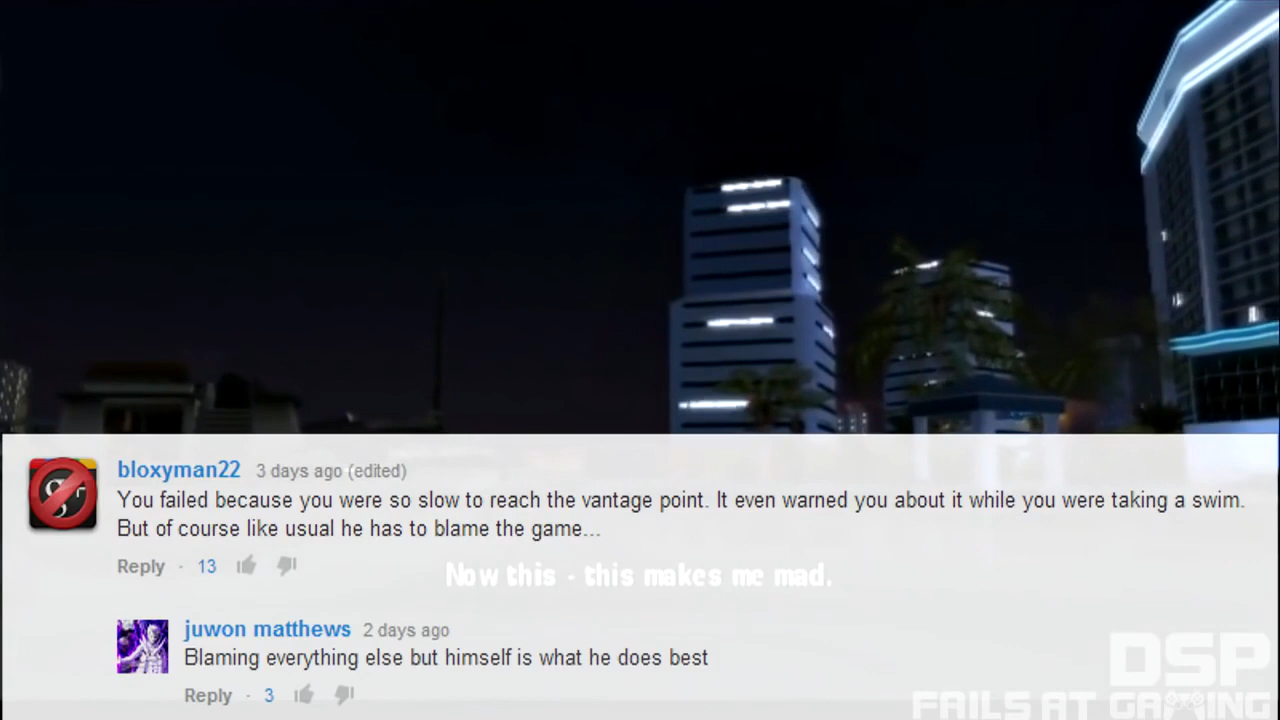 bloxyman22 3 days ago (edited)
You failed because you were so slow to reach the vantage point. It even warned you about it while you were taking a swim.
But of course like usual he has to blame the game...
Reply · 13
Now this - this makes me mad.
juwon matthews 2 days ago
Blaming everything else but himself is what he does best
Reply · 3
DSP
FAILS AT GAMING